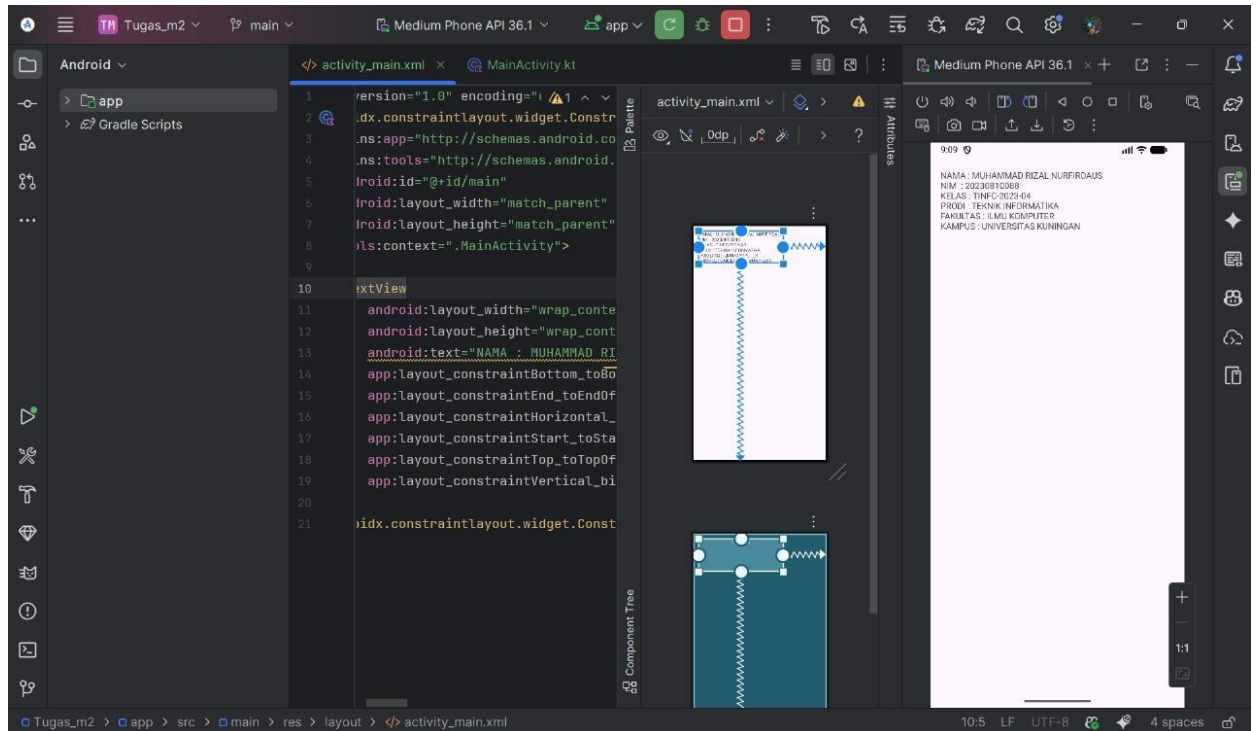 TM Tugas_m2 main Medium Phone API 36.1 app
Android
app
Gradle Scripts
activity_main.xml MainActivity.kt
1 version="1.0" encoding="u 1
2 idx.constraintlayout.widget.Constr
3 .ns:app="http://schemas.android.co
4 .ns:tools="http://schemas.android.
5 droid:id="@+id/main"
6 droid:layout_width="match_parent"
7 droid:layout_height="match_parent"
8 ols:context=".MainActivity">
9
10 extView
11 android:layout_width="wrap_conte
12 android:layout_height="wrap_cont
13 android:text="NAMA : MUHAMMAD RI
14 app:layout_constraintBottom_toBo
15 app:layout_constraintEnd_toEndOf
16 app:layout_constraintHorizontal_
17 app:layout_constraintStart_toSta
18 app:layout_constraintTop_toTopOf
19 app:layout_constraintVertical_bi
20
21 oidx.constraintlayout.widget.Const
Palette
Component Tree
activity_main.xml
0dp ?
Attributes
Medium Phone API 36.1
9:09
NAMA : MUHAMMAD RIZAL NURFIRDAUS
NIM : 20230810088
KELAS : TINFC-2023-04
PRODI : TEKNIK INFORMATIKA
FAKULTAS : ILMU KOMPUTER
KAMPUS : UNIVERSITAS KUNINGAN
1:1
Tugas_m2 > app > src > main > res > layout > activity_main.xml
10:5 LF UTF-8 4 spaces